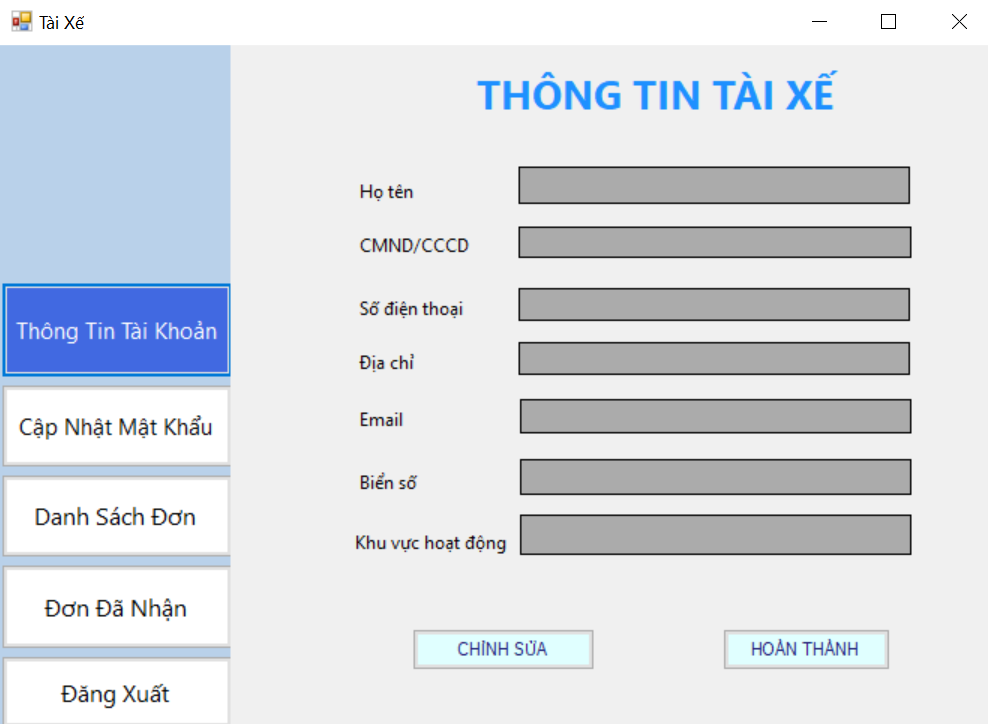 Tài Xế
THÔNG TIN TÀI XẾ
Thông Tin Tài Khoản
Cập Nhật Mật Khẩu
Danh Sách Đơn
Đơn Đã Nhận
Đăng Xuất
Họ tên
CMND/CCCD
Số điện thoại
Địa chỉ
Email
Biển số
Khu vực hoạt động
CHỈNH SỬA
HOÀN THÀNH